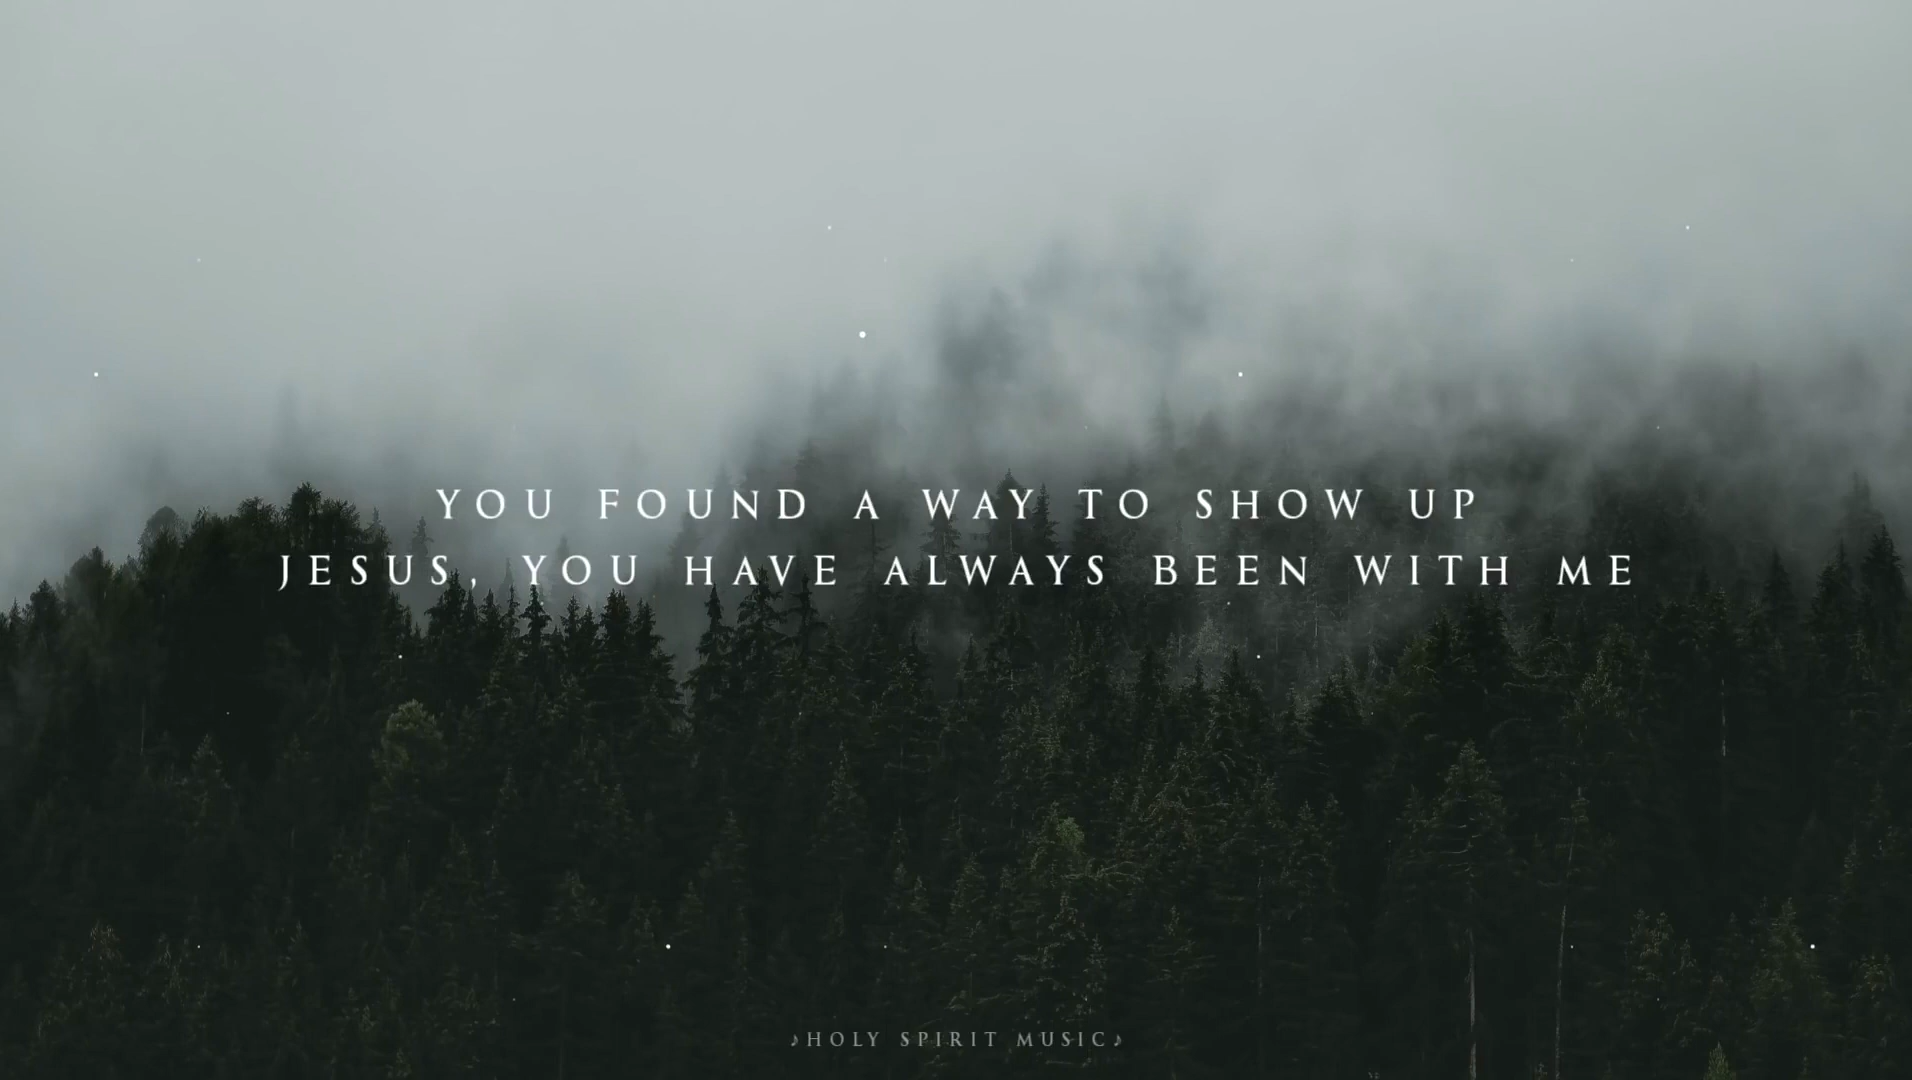 YOU FOUND A WAY TO SHOW UP
JESUS, YOU HAVE ALWAYS BEEN WITH ME
♪HOLY SPIRIT MUSIC♪